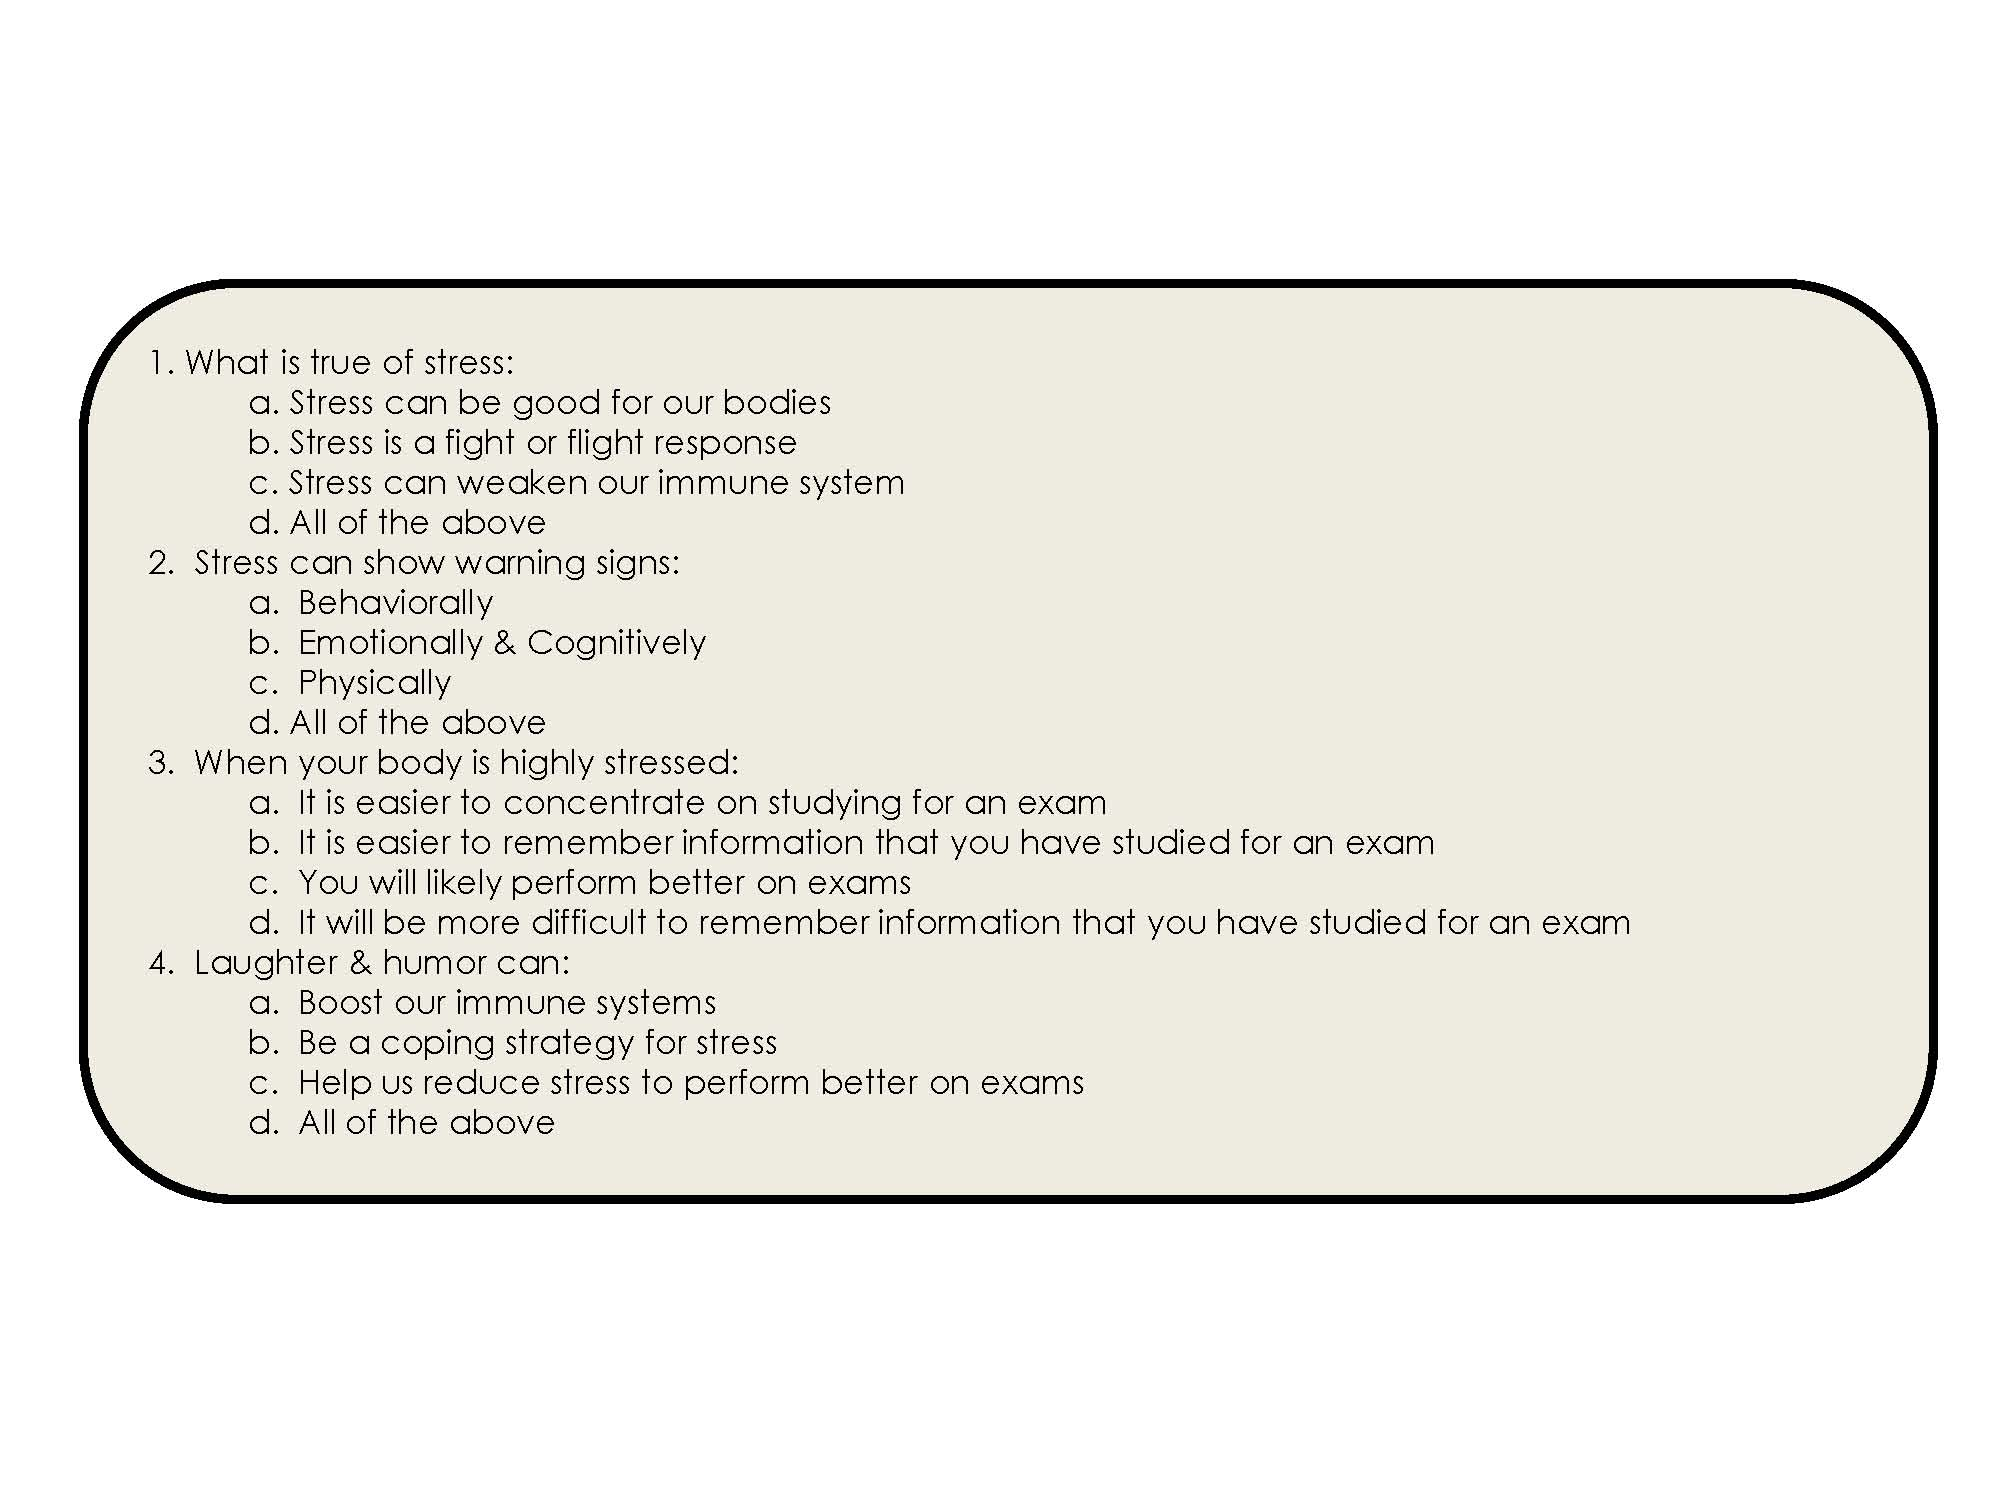 1. What is true of stress:
a. Stress can be good for our bodies
b. Stress is a fight or flight response
c. Stress can weaken our immune system
d. All of the above
2. Stress can show warning signs:
a. Behaviorally
b. Emotionally & Cognitively
c. Physically
d. All of the above
3. When your body is highly stressed:
a. It is easier to concentrate on studying for an exam
b. It is easier to remember information that you have studied for an exam
c. You will likely perform better on exams
d. It will be more difficult to remember information that you have studied for an exam
4. Laughter & humor can:
a. Boost our immune systems
b. Be a coping strategy for stress
c. Help us reduce stress to perform better on exams
d. All of the above